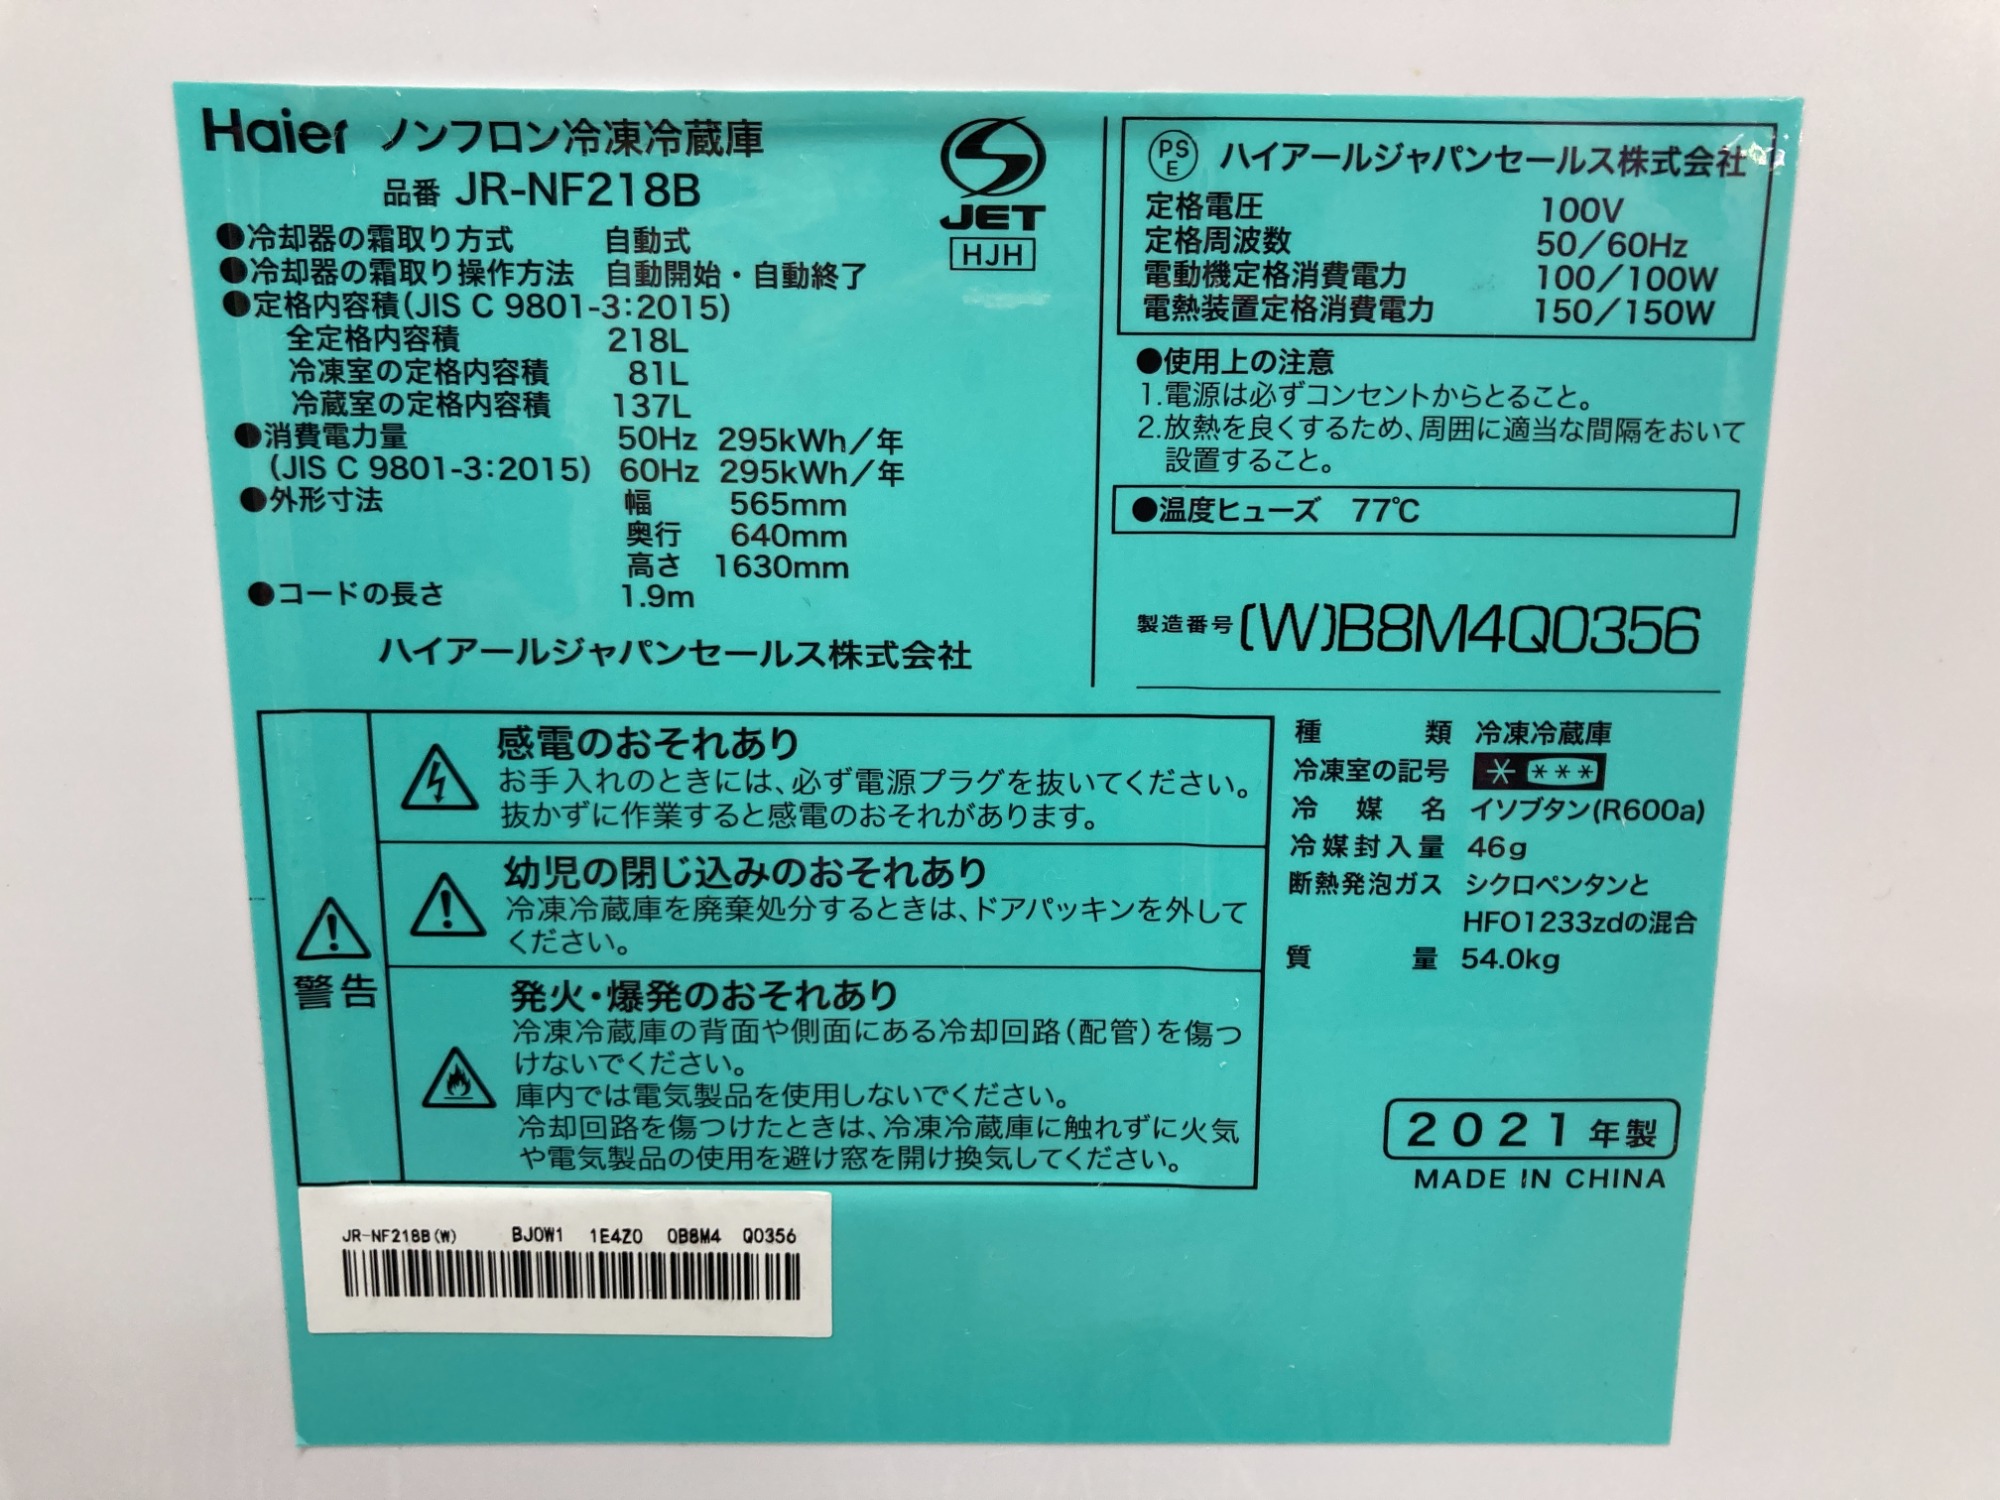 Haier ノンフロン冷凍冷蔵庫
品番 JR-NF218B
●冷却器の霜取り方式 自動式
●冷却器の霜取り操作方法 自動開始・自動終了
●定格内容積(JIS C 9801-3:2015)
全定格内容積 218L
冷凍室の定格内容積 81L
冷蔵室の定格内容積 137L
●消費電力量 50Hz 295kWh/年
(JIS C 9801-3:2015) 60Hz 295kWh/年
●外形寸法 幅 565mm
奥行 640mm
高さ 1630mm
●コードの長さ 1.9m
ハイアールジャパンセールス株式会社
S
JET
HJH
PS
E
ハイアールジャパンセールス株式会社
定格電圧 100V
定格周波数 50/60Hz
電動機定格消費電力 100/100W
電熱装置定格消費電力 150/150W
●使用上の注意
1.電源は必ずコンセントからとること。
2.放熱を良くするため、周囲に適当な間隔をおいて
設置すること。
●温度ヒューズ 77℃
製造番号 (W)B8M4Q0356
警告
感電のおそれあり
お手入れのときには、必ず電源プラグを抜いてください。
抜かずに作業すると感電のおそれがあります。
幼児の閉じ込みのおそれあり
冷凍冷蔵庫を廃棄処分するときは、ドアパッキンを外して
ください。
発火・爆発のおそれあり
冷凍冷蔵庫の背面や側面にある冷却回路(配管)を傷つ
けないでください。
庫内では電気製品を使用しないでください。
冷却回路を傷つけたときは、冷凍冷蔵庫に触れずに火気
や電気製品の使用を避け窓を開け換気してください。
種類 冷凍冷蔵庫
冷凍室の記号 * ***
冷媒名 イソブタン(R600a)
冷媒封入量 46g
断熱発泡ガス シクロペンタンと
HFO1233zdの混合
質量 54.0kg
2021年製
MADE IN CHINA
JR-NF218B(W) BJ0W1 1E4Z0 QB8M4 Q0356